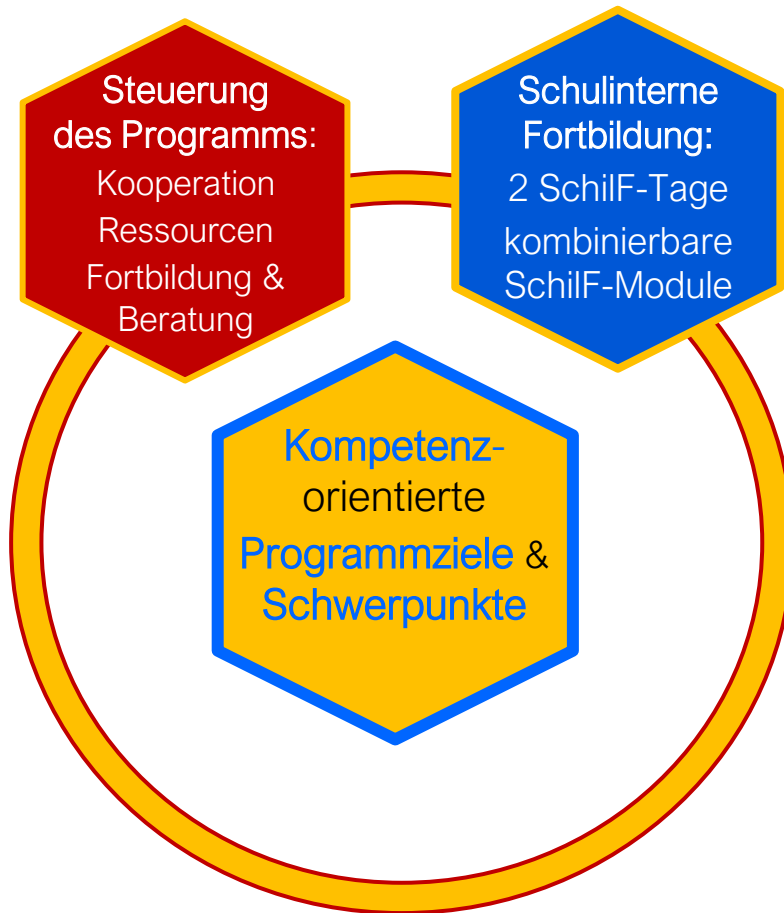 Steuerung
des Programms:
Kooperation
Ressourcen
Fortbildung &
Beratung
Schulinterne
Fortbildung:
2 SchilF-Tage
kombinierbare
SchilF-Module
Kompetenz-
orientierte
Programmziele &
Schwerpunkte